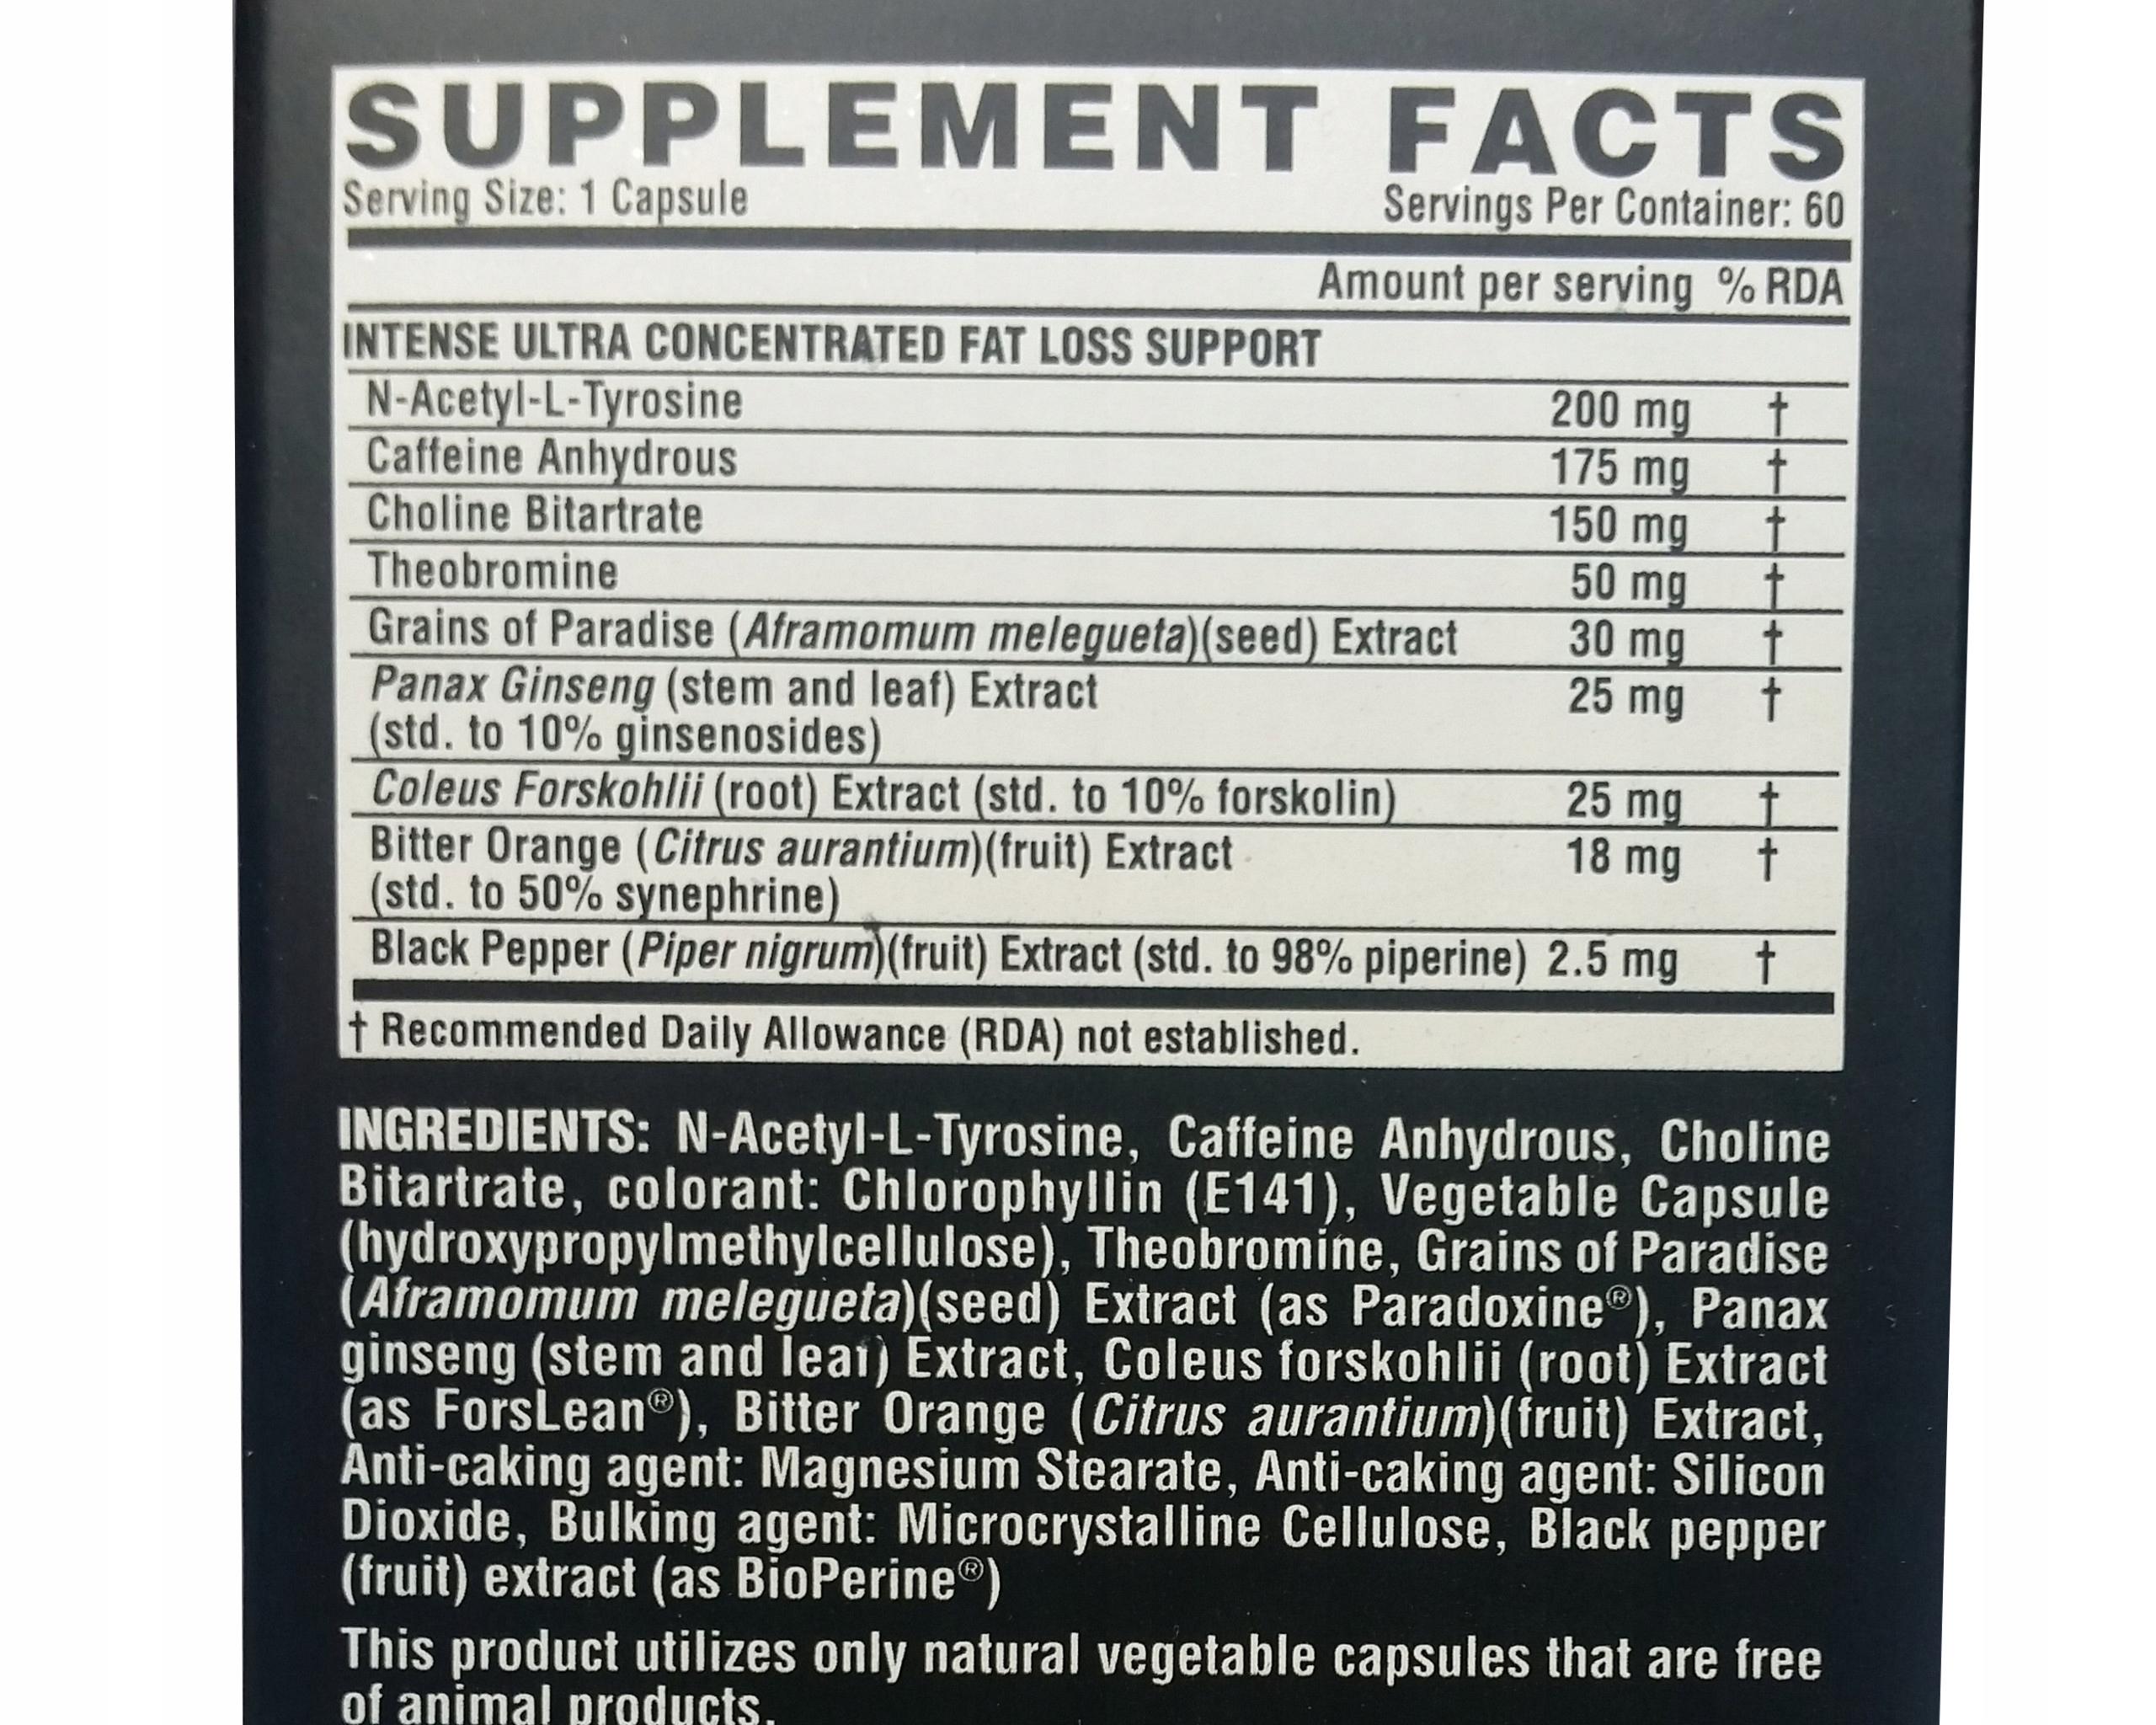 SUPPLEMENT FACTS
Serving Size: 1 Capsule Servings Per Container: 60
Amount per serving % RDA
INTENSE ULTRA CONCENTRATED FAT LOSS SUPPORT
N-Acetyl-L-Tyrosine 200 mg †
Caffeine Anhydrous 175 mg †
Choline Bitartrate 150 mg †
Theobromine 50 mg †
Grains of Paradise (Aframomum melegueta)(seed) Extract 30 mg †
Panax Ginseng (stem and leaf) Extract 25 mg †
(std. to 10% ginsenosides)
Coleus Forskohlii (root) Extract (std. to 10% forskolin) 25 mg †
Bitter Orange (Citrus aurantium)(fruit) Extract 18 mg †
(std. to 50% synephrine)
Black Pepper (Piper nigrum)(fruit) Extract (std. to 98% piperine) 2.5 mg †
† Recommended Daily Allowance (RDA) not established.
INGREDIENTS: N-Acetyl-L-Tyrosine, Caffeine Anhydrous, Choline
Bitartrate, colorant: Chlorophyllin (E141), Vegetable Capsule
(hydroxypropylmethylcellulose), Theobromine, Grains of Paradise
(Aframomum melegueta)(seed) Extract (as Paradoxine®), Panax
ginseng (stem and leaf) Extract, Coleus forskohlii (root) Extract
(as ForsLean®), Bitter Orange (Citrus aurantium)(fruit) Extract,
Anti-caking agent: Magnesium Stearate, Anti-caking agent: Silicon
Dioxide, Bulking agent: Microcrystalline Cellulose, Black pepper
(fruit) extract (as BioPerine®)
This product utilizes only natural vegetable capsules that are free
of animal products.